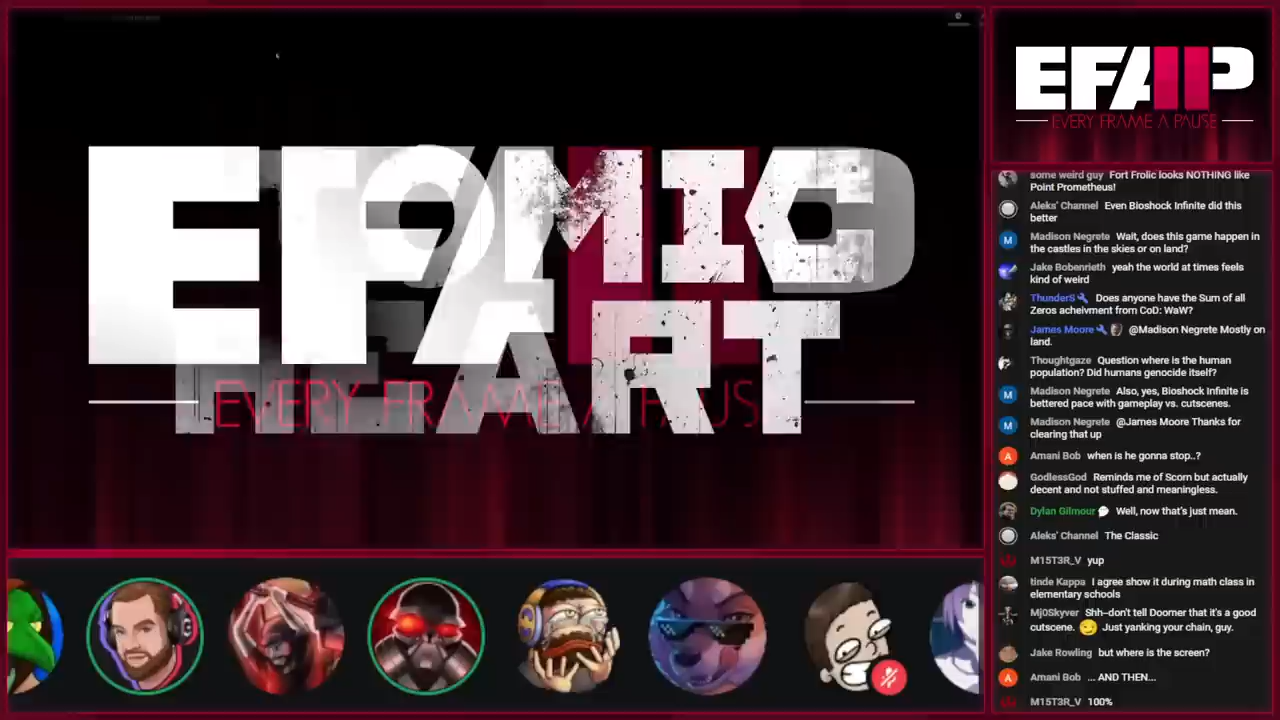 EFAP
EVERY FRAME A PAUSE
ATOMIC
HEART
EFAP
EVERY FRAME A PAUSE
some weird guy Fort Frolic looks NOTHING like
Point Prometheus!
Aleks' Channel Even Bioshock Infinite did this
better
M
Madison Negrete Wait, does this game happen in
the castles in the skies or on land?
Jake Bobenrieth yeah the world at times feels
kind of weird
ThunderS Does anyone have the Sum of all
Zeros acheivment from CoD: WaW?
James Moore @Madison Negrete Mostly on
land.
Thoughtgaze Question where is the human
population? Did humans genocide itself?
M
Madison Negrete Also, yes, Bioshock Infinite is
bettered pace with gameplay vs. cutscenes.
M
Madison Negrete @James Moore Thanks for
clearing that up
A
Amani Bob when is he gonna stop..?
GodlessGod Reminds me of Scorn but actually
decent and not stuffed and meaningless.
Dylan Gilmour Well, now that's just mean.
Aleks' Channel The Classic
M15T3R_V yup
tinde Kappa I agree show it during math class in
elementary schools
Mj0Skyver Shh--don't tell Doomer that it's a good
cutscene. 😏 Just yanking your chain, guy.
Jake Rowling but where is the screen?
A
Amani Bob ... AND THEN...
M15T3R_V 100%